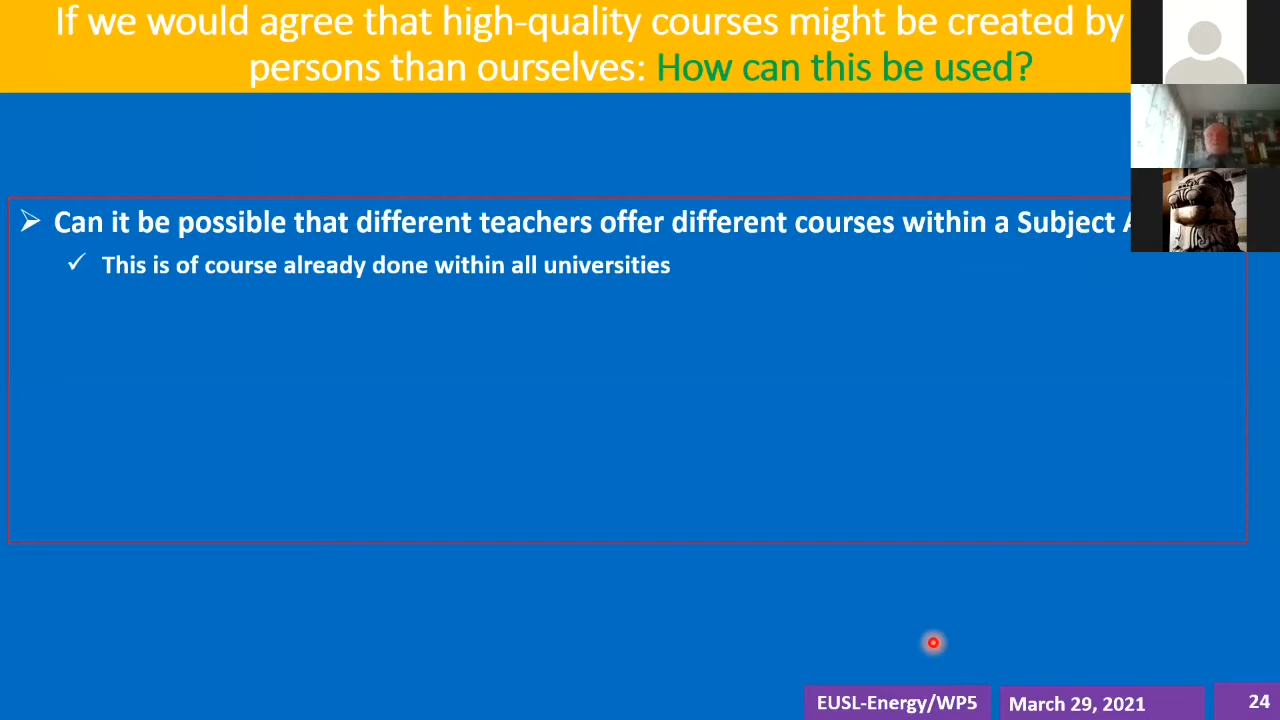 If we would agree that high-quality courses might be created by
persons than ourselves: How can this be used?
Can it be possible that different teachers offer different courses within a Subject
This is of course already done within all universities
EUSL-Energy/WP5
March 29, 2021
24